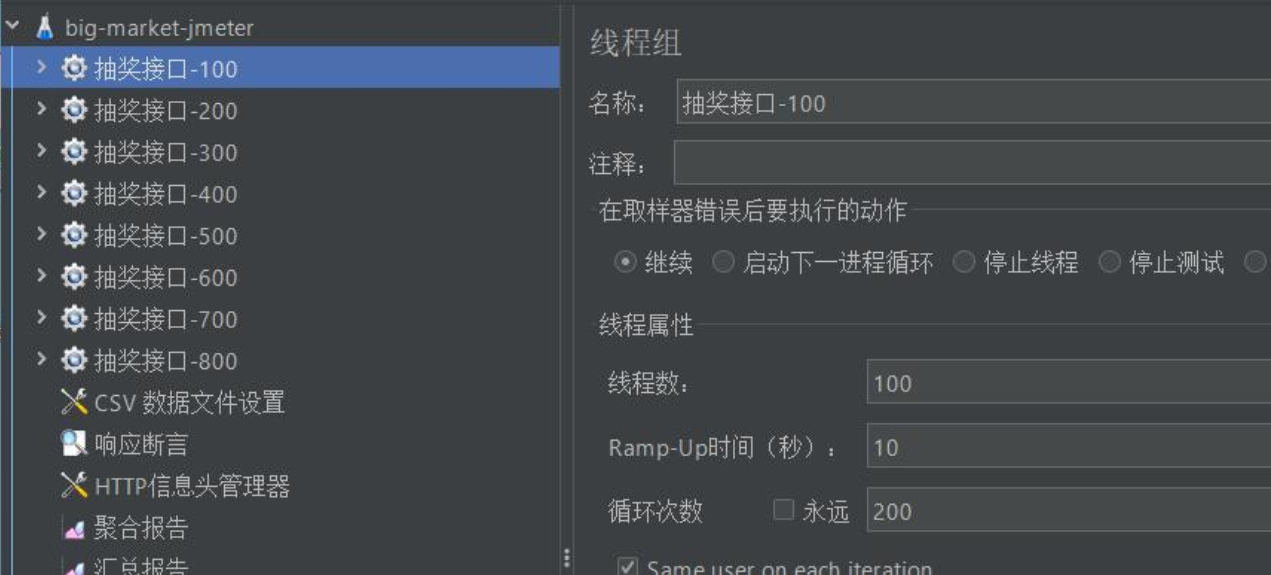 big-market-jmeter
抽奖接口-100
抽奖接口-200
抽奖接口-300
抽奖接口-400
抽奖接口-500
抽奖接口-600
抽奖接口-700
抽奖接口-800
CSV 数据文件设置
响应断言
HTTP信息头管理器
聚合报告
汇总报告
线程组
名称：
抽奖接口-100
注释：
在取样器错误后要执行的动作
继续 启动下一进程循环 停止线程 停止测试
线程属性
线程数：
100
Ramp-Up时间（秒）：
10
循环次数 永远 200
Same user on each iteration